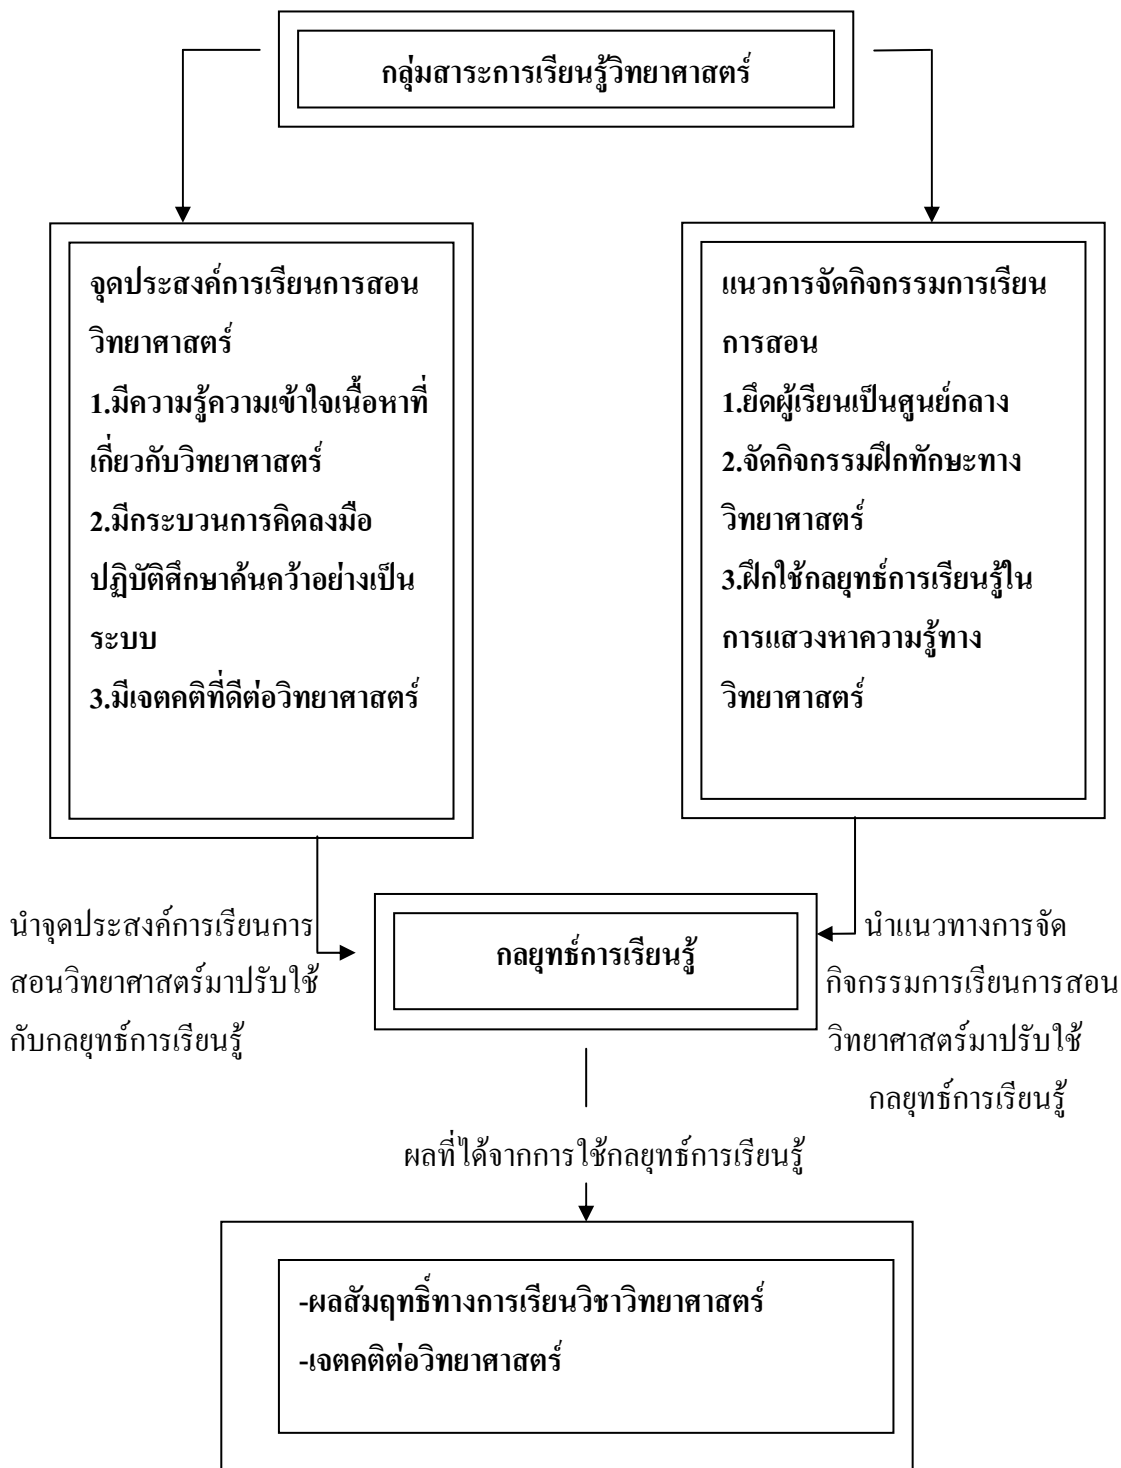 กลุ่มสาระการเรียนรู้วิทยาศาสตร์
จุดประสงค์การเรียนการสอน
วิทยาศาสตร์
1.มีความรู้ความเข้าใจเนื้อหาที่
เกี่ยวกับวิทยาศาสตร์
2.มีกระบวนการคิดลงมือ
ปฏิบัติศึกษาค้นคว้าอย่างเป็น
ระบบ
3.มีเจตคติที่ดีต่อวิทยาศาสตร์
แนวการจัดกิจกรรมการเรียน
การสอน
1.ยึดผู้เรียนเป็นศูนย์กลาง
2.จัดกิจกรรมฝึกทักษะทาง
วิทยาศาสตร์
3.ฝึกใช้กลยุทธ์การเรียนรู้ใน
การแสวงหาความรู้ทาง
วิทยาศาสตร์
นำจุดประสงค์การเรียนการ
สอนวิทยาศาสตร์มาปรับใช้
กับกลยุทธ์การเรียนรู้
กลยุทธ์การเรียนรู้
นำแนวทางการจัด
กิจกรรมการเรียนการสอน
วิทยาศาสตร์มาปรับใช้
กลยุทธ์การเรียนรู้
ผลที่ได้จากการใช้กลยุทธ์การเรียนรู้
-ผลสัมฤทธิ์ทางการเรียนวิชาวิทยาศาสตร์
-เจตคติต่อวิทยาศาสตร์